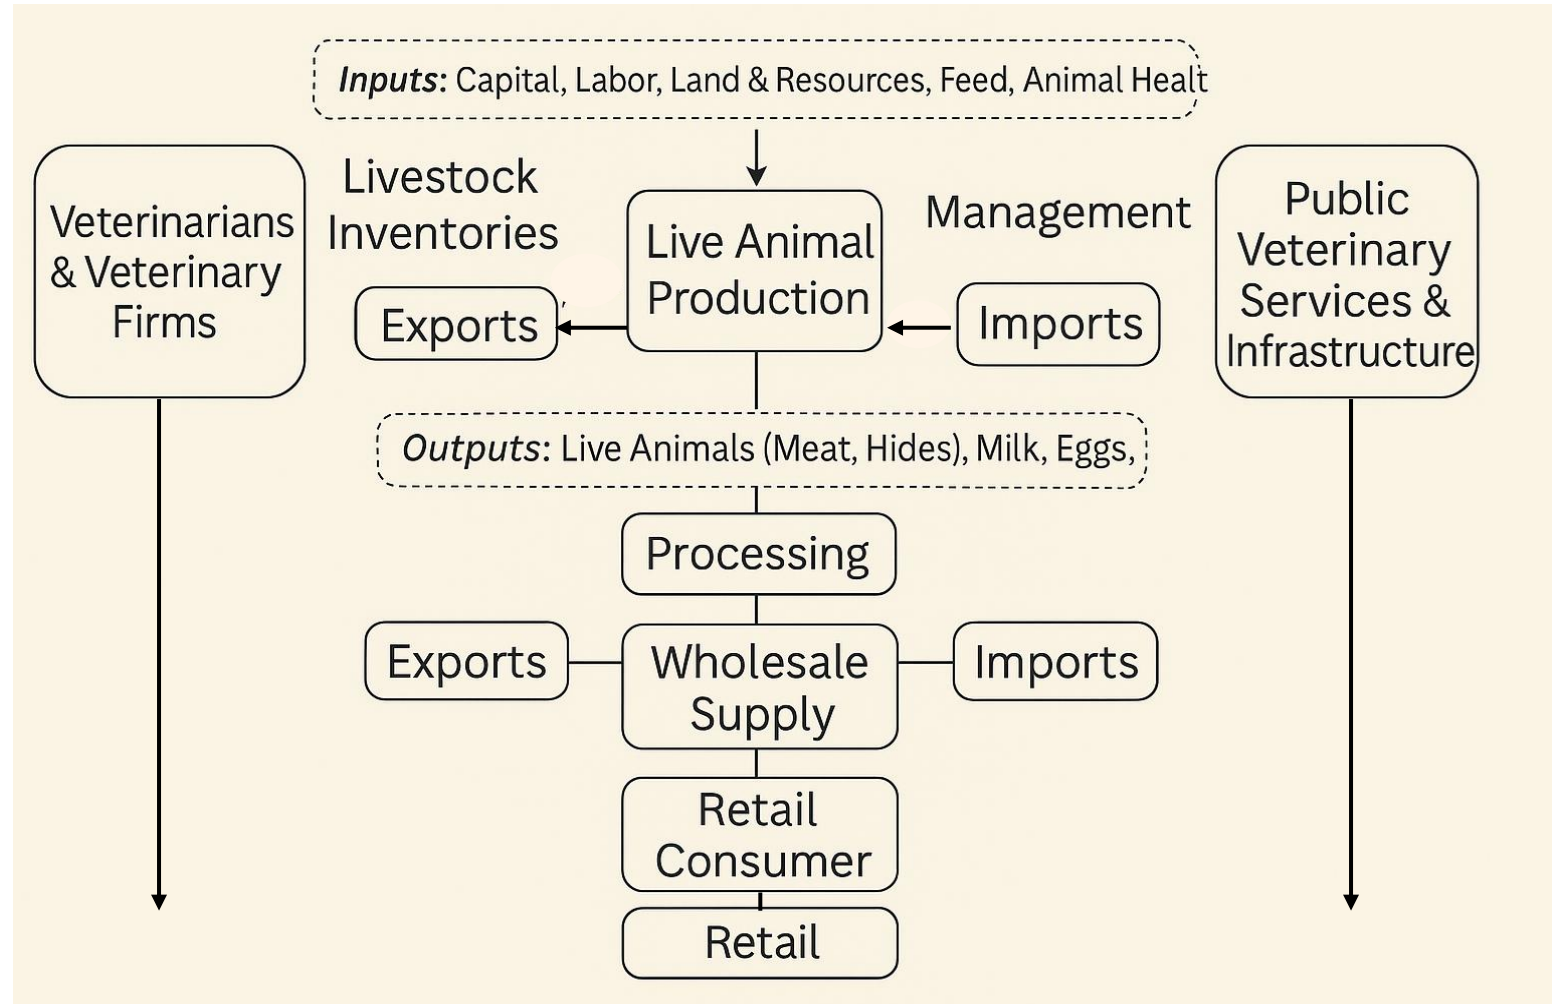 Inputs: Capital, Labor, Land & Resources, Feed, Animal Healt
Livestock
Inventories
Management
Veterinarians
& Veterinary
Firms
Live Animal
Production
Public
Veterinary
Services &
Infrastructure
Exports
Imports
Outputs: Live Animals (Meat, Hides), Milk, Eggs,
Processing
Exports
Wholesale
Supply
Imports
Retail
Consumer
Retail